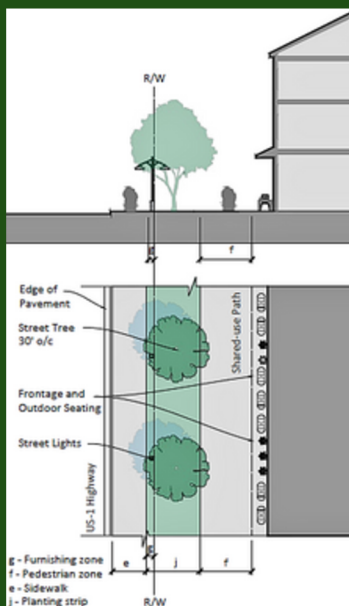 R/W
g
f
Edge of
Pavement
Street Tree
30' o/c
Shared-use Path
Frontage and
Outdoor Seating
Street Lights
US-1 Highway
g
e
j
f
g - Furnishing zone
f - Pedestrian zone
e - Sidewalk
j - Planting strip
R/W